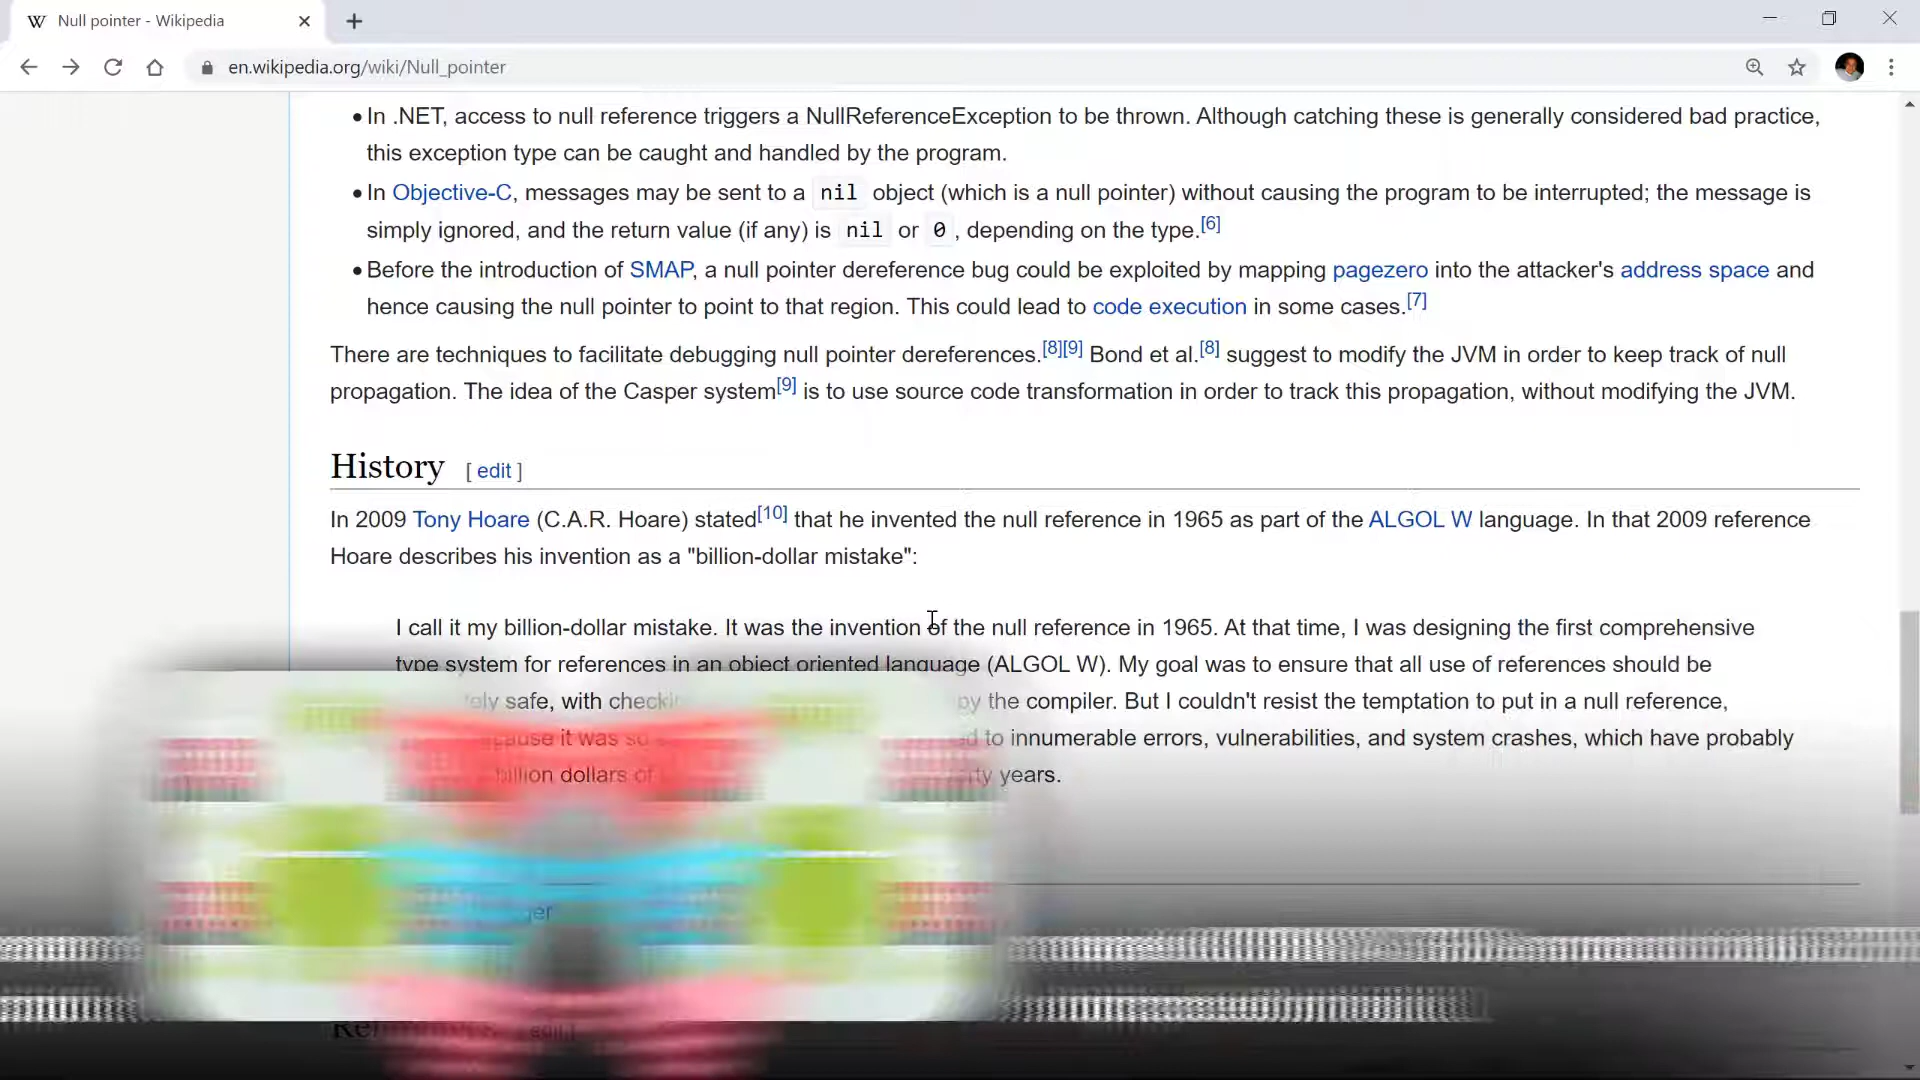 Null pointer - Wikipedia
en.wikipedia.org/wiki/Null_pointer
• In .NET, access to null reference triggers a NullReferenceException to be thrown. Although catching these is generally considered bad practice,
this exception type can be caught and handled by the program.
• In Objective-C, messages may be sent to a nil object (which is a null pointer) without causing the program to be interrupted; the message is
simply ignored, and the return value (if any) is nil or 0, depending on the type.[6]
• Before the introduction of SMAP, a null pointer dereference bug could be exploited by mapping pagezero into the attacker's address space and
hence causing the null pointer to point to that region. This could lead to code execution in some cases.[7]
There are techniques to facilitate debugging null pointer dereferences.[8][9] Bond et al.[8] suggest to modify the JVM in order to keep track of null
propagation. The idea of the Casper system[9] is to use source code transformation in order to track this propagation, without modifying the JVM.
History [ edit ]
In 2009 Tony Hoare (C.A.R. Hoare) stated[10] that he invented the null reference in 1965 as part of the ALGOL W language. In that 2009 reference
Hoare describes his invention as a "billion-dollar mistake":
I call it my billion-dollar mistake. It was the invention of the null reference in 1965. At that time, I was designing the first comprehensive
type system for references in an object oriented language (ALGOL W). My goal was to ensure that all use of references should be
safe, with by the compiler. But I couldn't resist the temptation to put in a null reference,
it was so to innumerable errors, vulnerabilities, and system crashes, which have probably
billion dollars of years.
[ edit ]